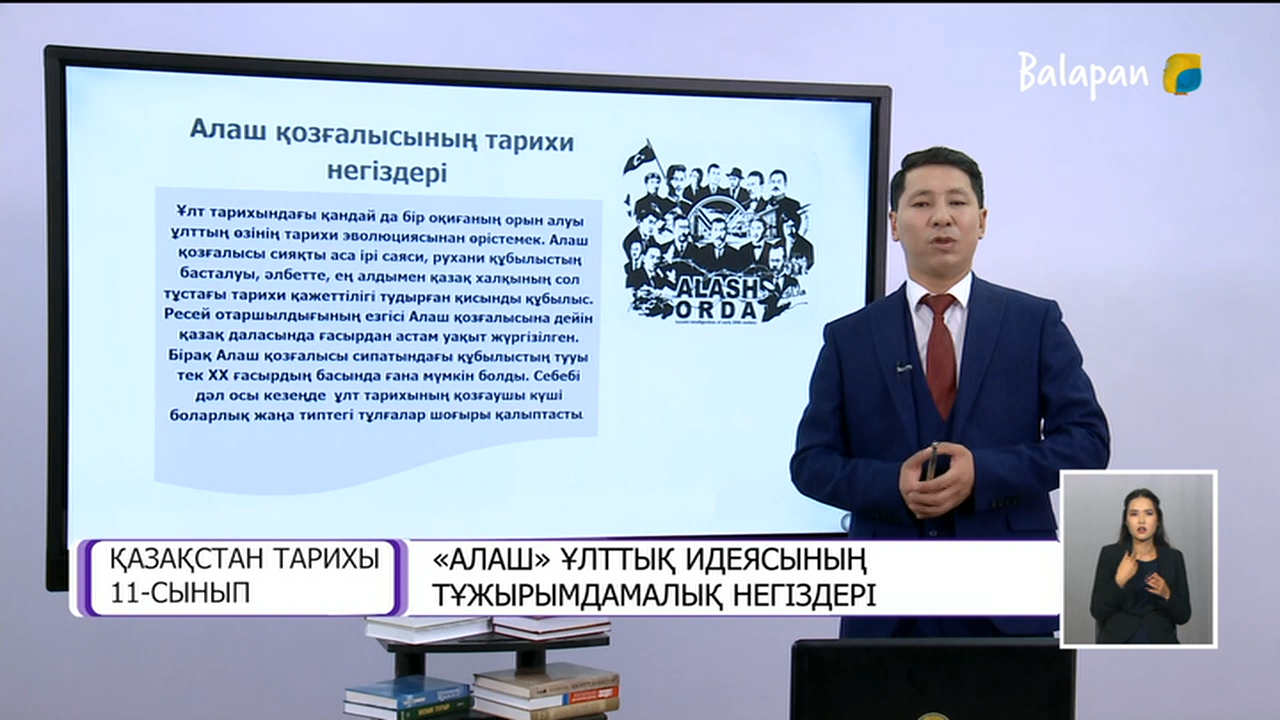 Balapan
Алаш қозғалысының тарихи
негіздері
Ұлт тарихындағы қандай да бір оқиғаның орын алуы
ұлттың өзінің тарихи эволюциясынан өрістемек. Алаш
қозғалысы сияқты аса ірі саяси, рухани құбылыстың
басталуы, әлбетте, ең алдымен қазақ халқының сол
тұстағы тарихи қажеттілігі тудырған қисынды құбылыс.
Ресей отаршылдығының езгісі Алаш қозғалысына дейін
қазақ даласында ғасырдан астам уақыт жүргізілген.
Бірақ Алаш қозғалысы сипатындағы құбылыстың тууы
тек ХХ ғасырдың басында ғана мүмкін болды. Себебі
дәл осы кезеңде ұлт тарихының қозғаушы күші
боларлық жаңа типтегі тұлғалар шоғыры қалыптасты.
ALASH
ORDA
ҚАЗАҚСТАН ТАРИХЫ
11-СЫНЫП
«АЛАШ» ҰЛТТЫҚ ИДЕЯСЫНЫҢ
ТҰЖЫРЫМДАМАЛЫҚ НЕГІЗДЕРІ